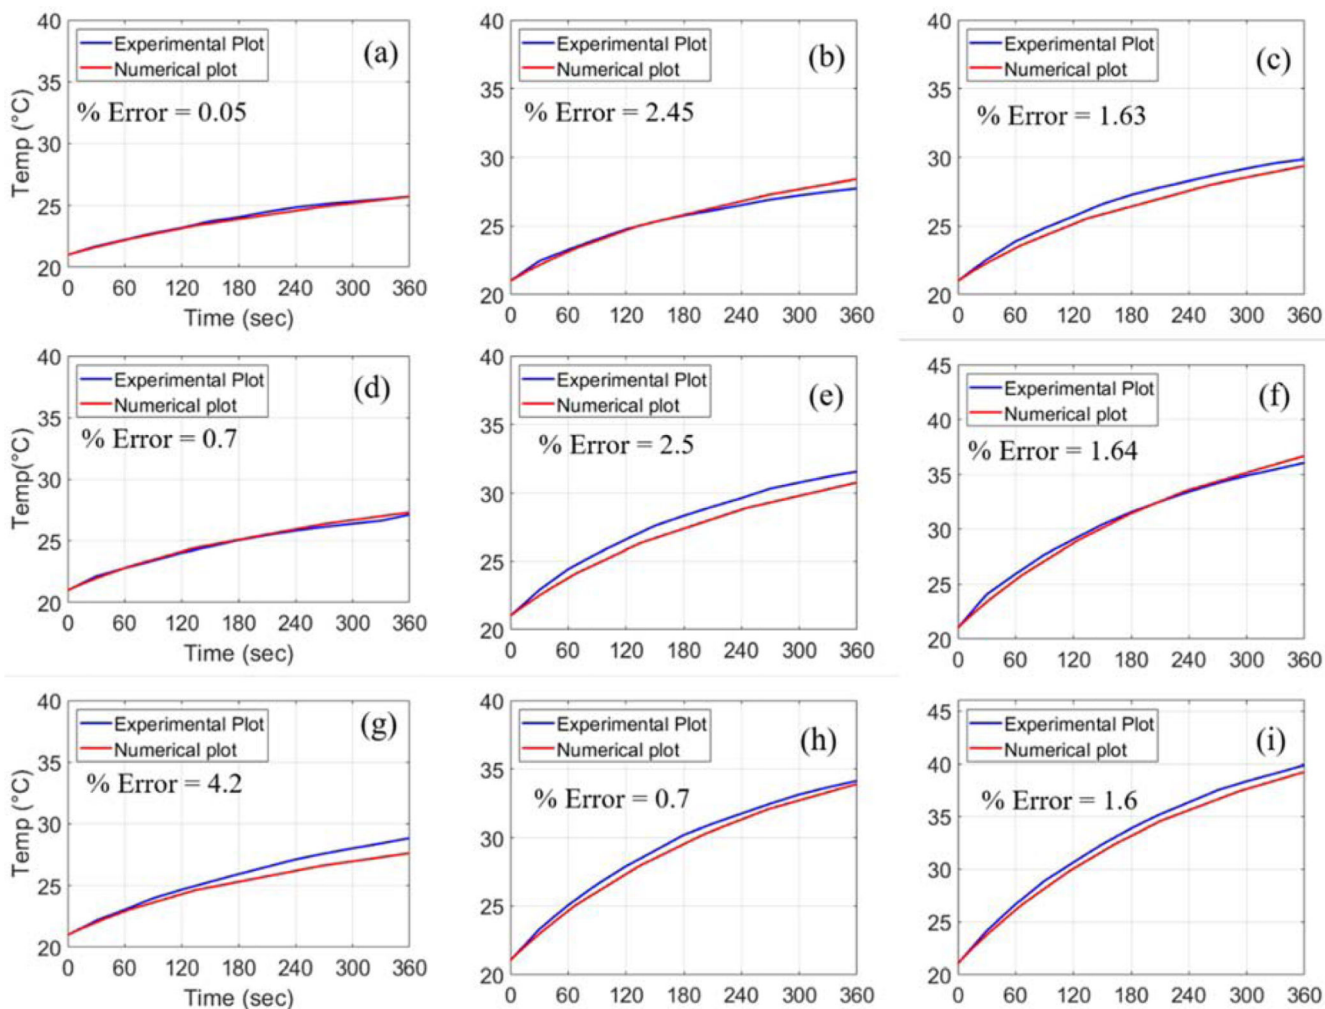 40
35
30
25
20
Temp (°C)
Experimental Plot
Numerical plot
(a)
% Error = 0.05
0 60 120 180 240 300 360
Time (sec)
40
35
30
25
20
Experimental Plot
Numerical plot
(b)
% Error = 2.45
0 60 120 180 240 300 360
40
35
30
25
20
Experimental Plot
Numerical plot
(c)
% Error = 1.63
0 60 120 180 240 300 360
40
35
30
25
20
Temp(°C)
Experimental Plot
Numerical plot
(d)
% Error = 0.7
0 60 120 180 240 300 360
Time (sec)
40
35
30
25
20
Experimental Plot
Numerical plot
(e)
% Error = 2.5
0 60 120 180 240 300 360
45
40
35
30
25
20
Experimental Plot
Numerical plot
(f)
% Error = 1.64
0 60 120 180 240 300 360
40
35
30
25
20
Temp (°C)
Experimental Plot
Numerical plot
(g)
% Error = 4.2
0 60 120 180 240 300 360
Time (sec)
40
35
30
25
20
Experimental Plot
Numerical plot
(h)
% Error = 0.7
0 60 120 180 240 300 360
45
40
35
30
25
20
Experimental Plot
Numerical plot
(i)
% Error = 1.6
0 60 120 180 240 300 360